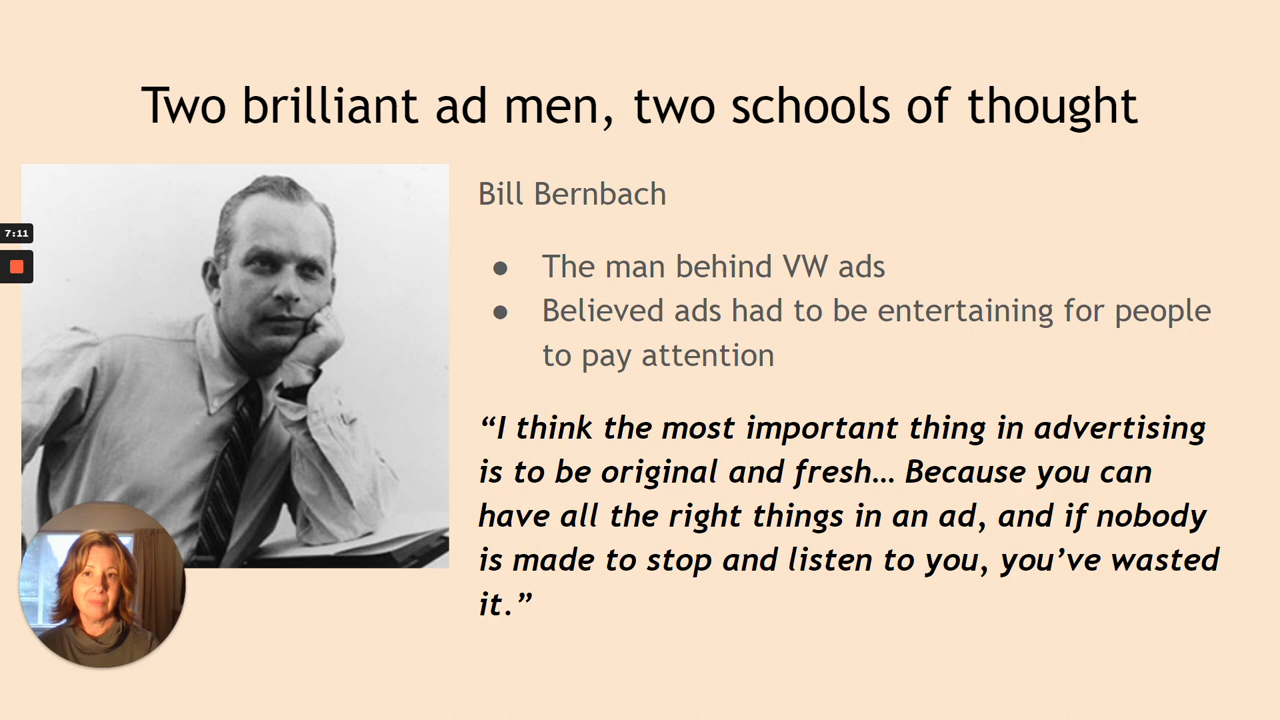 Two brilliant ad men, two schools of thought
7:11
Bill Bernbach
● The man behind VW ads
● Believed ads had to be entertaining for people
to pay attention
“I think the most important thing in advertising
is to be original and fresh… Because you can
have all the right things in an ad, and if nobody
is made to stop and listen to you, you’ve wasted
it.”